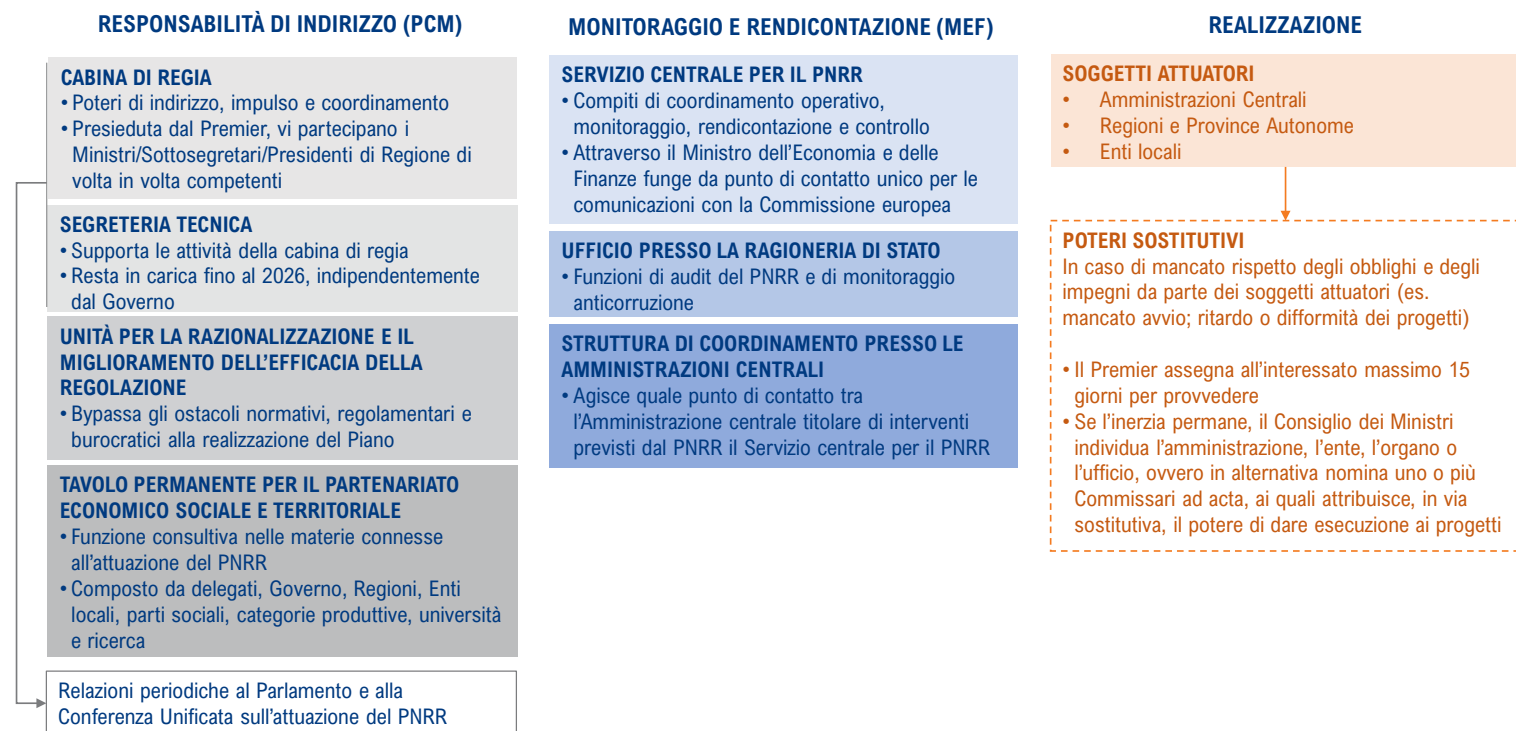 RESPONSABILITÀ DI INDIRIZZO (PCM)
CABINA DI REGIA
• Poteri di indirizzo, impulso e coordinamento
• Presieduta dal Premier, vi partecipano i
Ministri/Sottosegretari/Presidenti di Regione di
volta in volta competenti
SEGRETERIA TECNICA
• Supporta le attività della cabina di regia
• Resta in carica fino al 2026, indipendentemente
dal Governo
UNITÀ PER LA RAZIONALIZZAZIONE E IL
MIGLIORAMENTO DELL'EFFICACIA DELLA
REGOLAZIONE
• Bypassa gli ostacoli normativi, regolamentari e
burocratici alla realizzazione del Piano
TAVOLO PERMANENTE PER IL PARTENARIATO
ECONOMICO SOCIALE E TERRITORIALE
• Funzione consultiva nelle materie connesse
all'attuazione del PNRR
• Composto da delegati, Governo, Regioni, Enti
locali, parti sociali, categorie produttive, università
e ricerca
Relazioni periodiche al Parlamento e alla
Conferenza Unificata sull'attuazione del PNRR
MONITORAGGIO E RENDICONTAZIONE (MEF)
SERVIZIO CENTRALE PER IL PNRR
• Compiti di coordinamento operativo,
monitoraggio, rendicontazione e controllo
• Attraverso il Ministro dell'Economia e delle
Finanze funge da punto di contatto unico per le
comunicazioni con la Commissione europea
UFFICIO PRESSO LA RAGIONERIA DI STATO
• Funzioni di audit del PNRR e di monitoraggio
anticorruzione
STRUTTURA DI COORDINAMENTO PRESSO LE
AMMINISTRAZIONI CENTRALI
• Agisce quale punto di contatto tra
l'Amministrazione centrale titolare di interventi
previsti dal PNRR il Servizio centrale per il PNRR
REALIZZAZIONE
SOGGETTI ATTUATORI
• Amministrazioni Centrali
• Regioni e Province Autonome
• Enti locali
POTERI SOSTITUTIVI
In caso di mancato rispetto degli obblighi e degli
impegni da parte dei soggetti attuatori (es.
mancato avvio; ritardo o difformità dei progetti)
• Il Premier assegna all'interessato massimo 15
giorni per provvedere
• Se l'inerzia permane, il Consiglio dei Ministri
individua l'amministrazione, l'ente, l'organo o
l'ufficio, ovvero in alternativa nomina uno o più
Commissari ad acta, ai quali attribuisce, in via
sostitutiva, il potere di dare esecuzione ai progetti